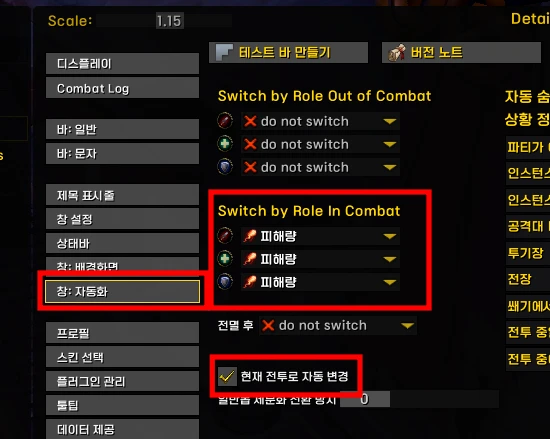 Scale: 1.15
Detai
디스플레이
Combat Log
바: 일반
바: 문자
s
제목 표시줄
창 설정
상태바
창: 배경화면
창: 자동화
프로필
스킨 선택
플러그인 관리
툴팁
데이터 제공
테스트 바 만들기
버전 노트
Switch by Role Out of Combat
do not switch
do not switch
do not switch
Switch by Role In Combat
피해량
피해량
피해량
전멸 후 do not switch
현재 전투로 자동 변경
일반몹 세분화 전환 방지 0
자동 숨
상황 정
파티가 
인스턴스
인스턴스
공격대
투기장
전장
쐐기에서
전투 중
전투 중